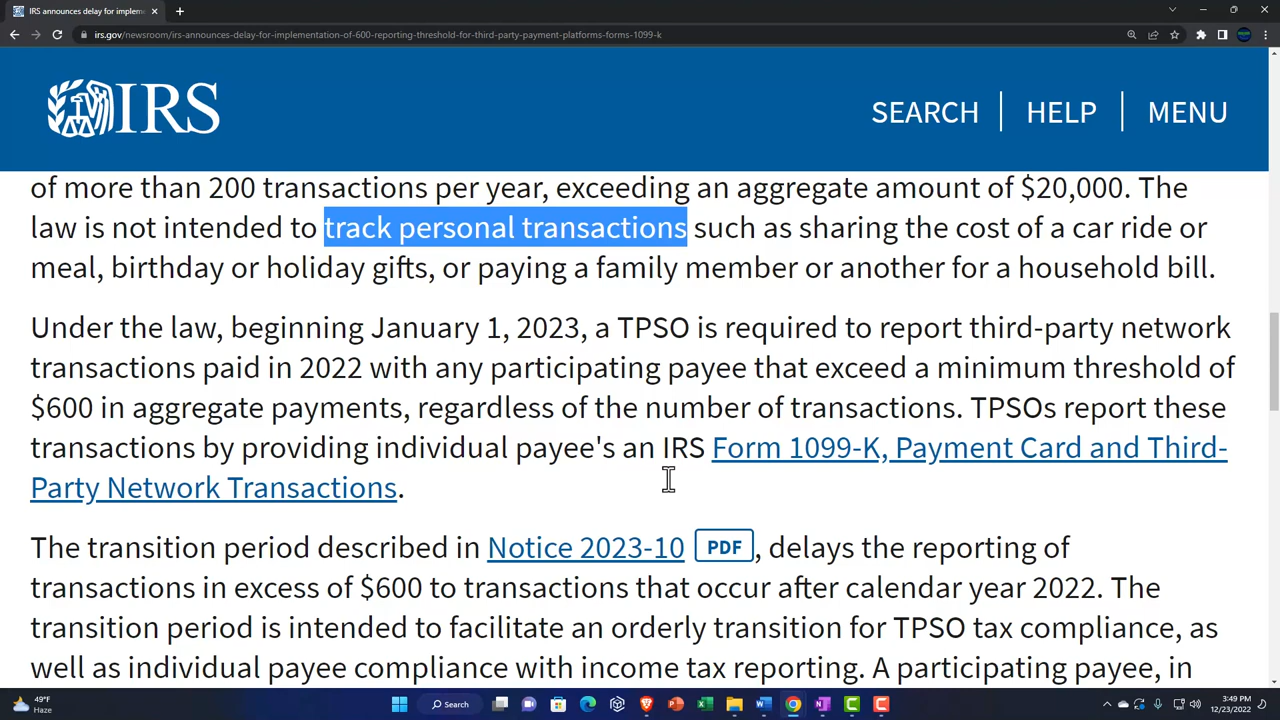 IRS announces delay for implem
irs.gov/newsroom/irs-announces-delay-for-implementation-of-600-reporting-threshold-for-third-party-payment-platforms-forms-1099-k
IRS
SEARCH
HELP
MENU
of more than 200 transactions per year, exceeding an aggregate amount of $20,000. The
law is not intended to track personal transactions such as sharing the cost of a car ride or
meal, birthday or holiday gifts, or paying a family member or another for a household bill.
Under the law, beginning January 1, 2023, a TPSO is required to report third-party network
transactions paid in 2022 with any participating payee that exceed a minimum threshold of
$600 in aggregate payments, regardless of the number of transactions. TPSOs report these
transactions by providing individual payee's an IRS Form 1099-K, Payment Card and Third-
Party Network Transactions.
The transition period described in Notice 2023-10 PDF, delays the reporting of
transactions in excess of $600 to transactions that occur after calendar year 2022. The
transition period is intended to facilitate an orderly transition for TPSO tax compliance, as
well as individual payee compliance with income tax reporting. A participating payee, in
49°F
Haze
Search
3:49 PM
12/23/2022